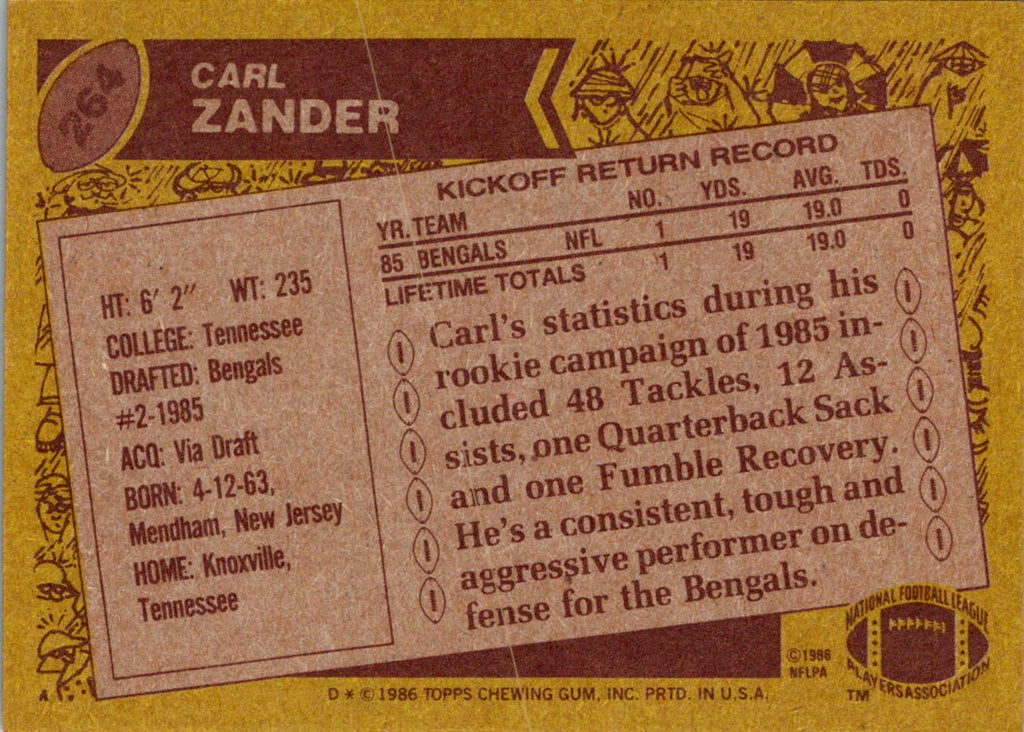 264
CARL
ZANDER
KICKOFF RETURN RECORD
YR. TEAM NO. YDS. AVG. TDS.
85 BENGALS NFL 1 19 19.0 0
LIFETIME TOTALS 1 19 19.0 0
HT: 6' 2" WT: 235
COLLEGE: Tennessee
DRAFTED: Bengals
#2-1985
ACQ: Via Draft
BORN: 4-12-63,
Mendham, New Jersey
HOME: Knoxville,
Tennessee
Carl's statistics during his
rookie campaign of 1985 in-
cluded 48 Tackles, 12 As-
sists, one Quarterback Sack
and one Fumble Recovery.
He's a consistent, tough and
aggressive performer on de-
fense for the Bengals.
©1986
NFLPA
NATIONAL FOOTBALL LEAGUE
PLAYERS ASSOCIATION
TM
D * © 1986 TOPPS CHEWING GUM, INC. PRTD. IN U.S.A.